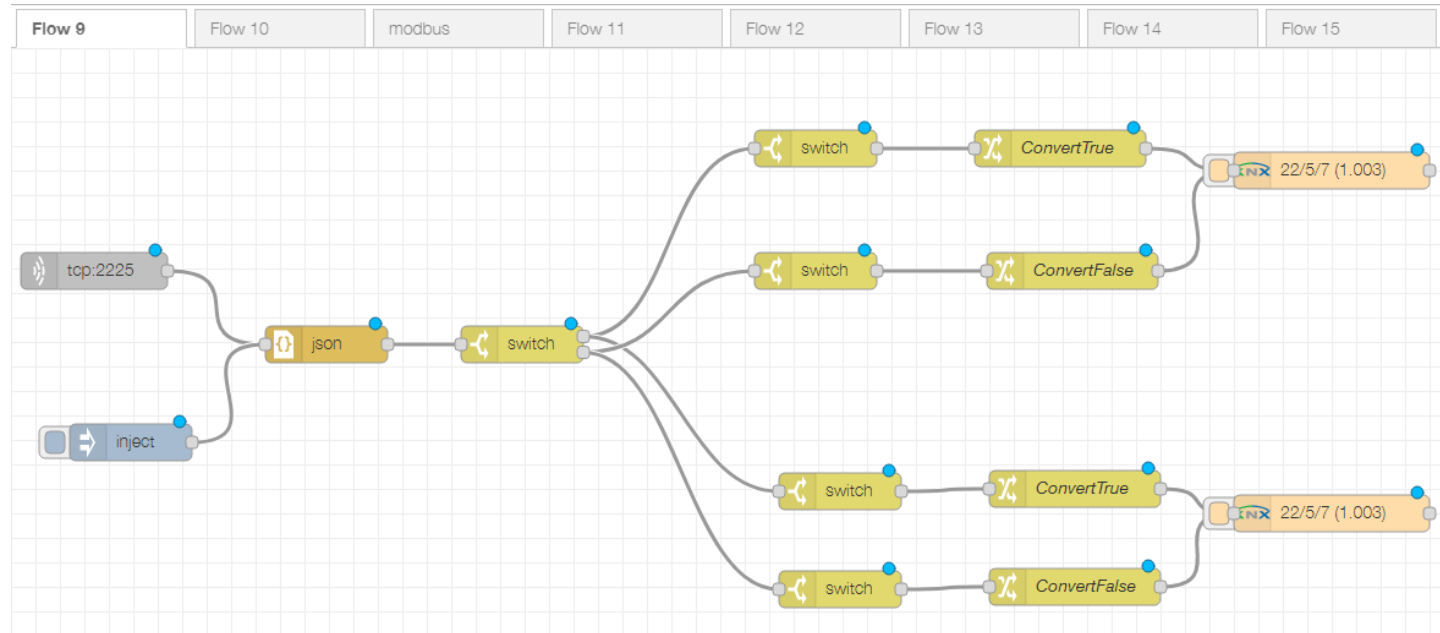 Flow 9
Flow 10
modbus
Flow 11
Flow 12
Flow 13
Flow 14
Flow 15
switch
ConvertTrue
KNX
22/5/7 (1.003)
tcp:2225
switch
ConvertFalse
{} json
switch
inject
switch
ConvertTrue
KNX
22/5/7 (1.003)
switch
ConvertFalse